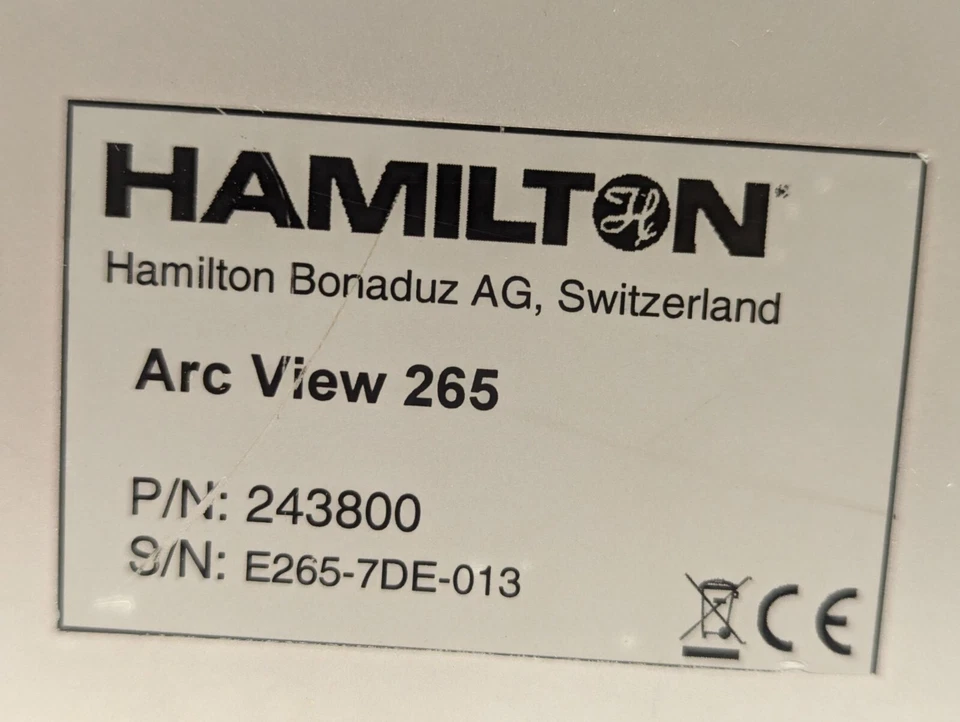 HAMILTON®
Hamilton Bonaduz AG, Switzerland
Arc View 265
P/N: 243800
S/N: E265-7DE-013
CE